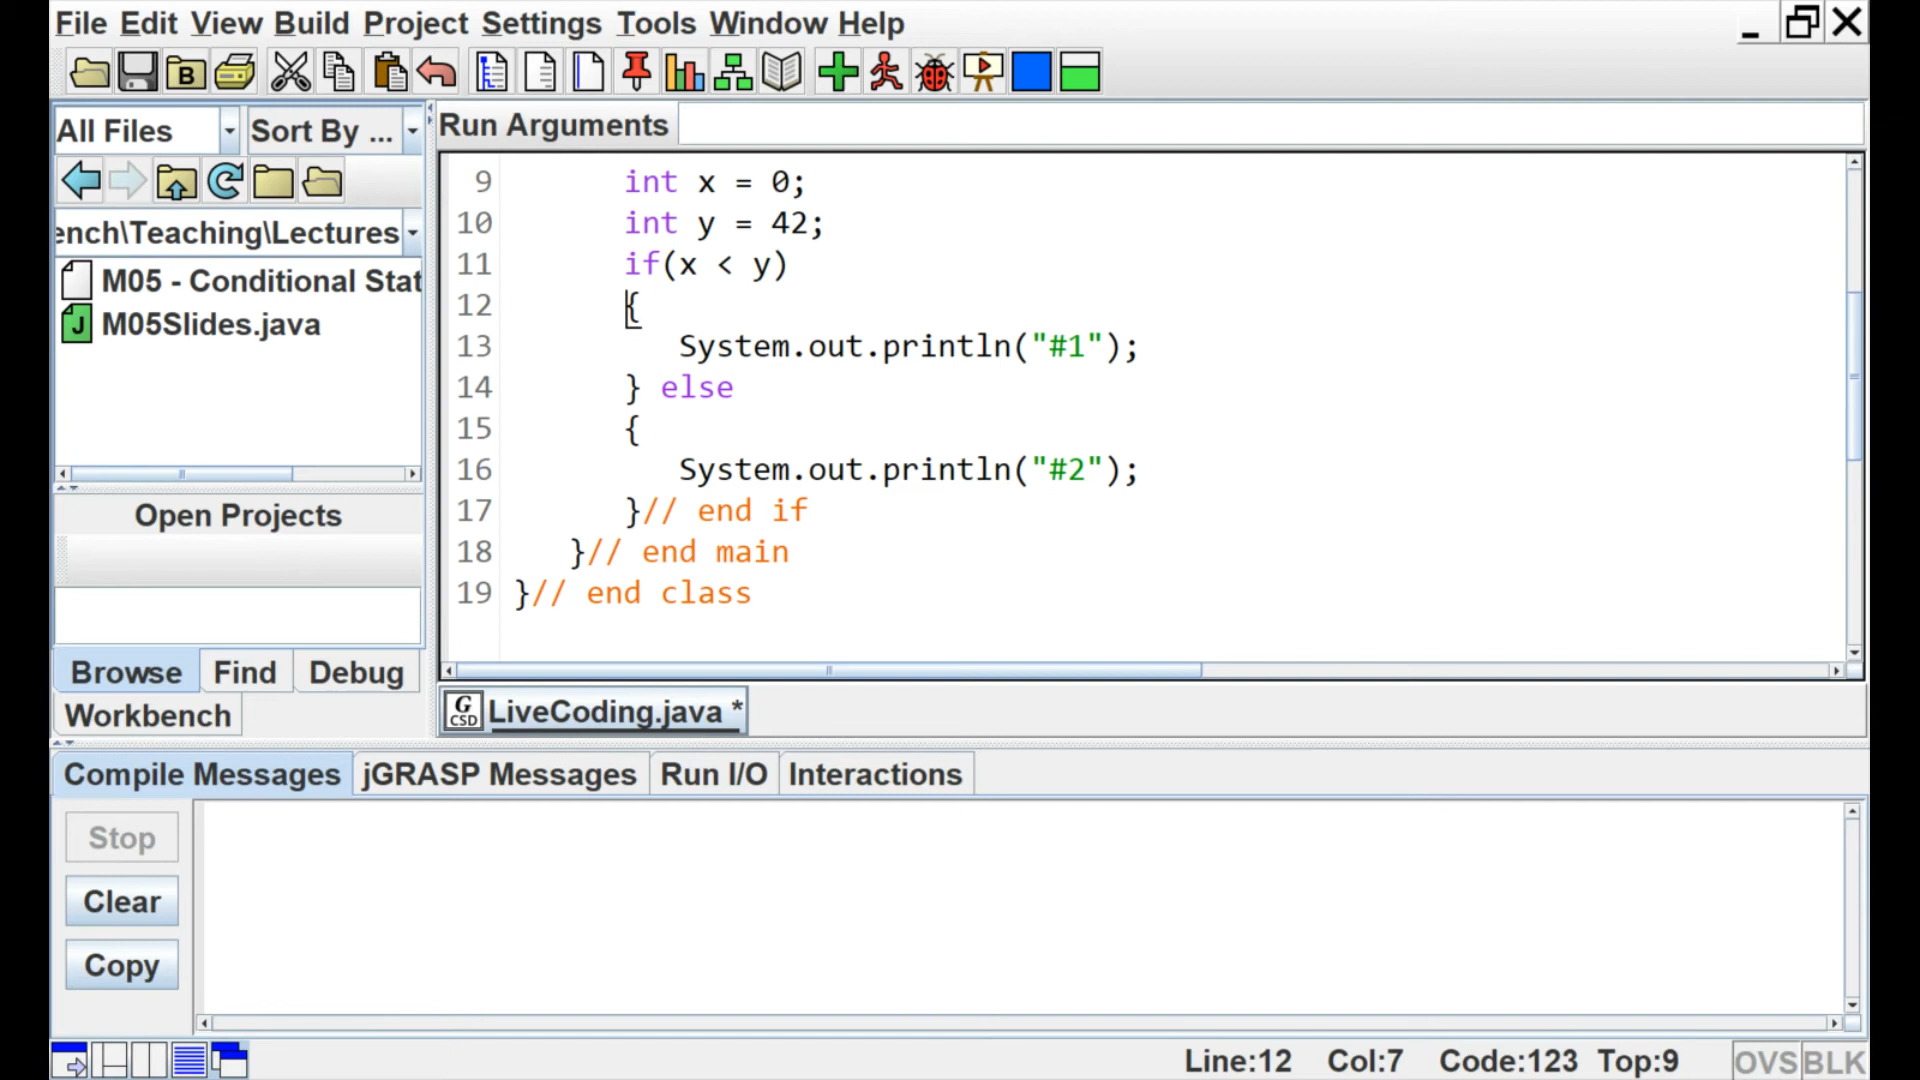 File Edit View Build Project Settings Tools Window Help
B
All Files Sort By ...
Run Arguments
ench\Teaching\Lectures
M05 - Conditional Stat
J M05Slides.java
Open Projects
Browse Find Debug
Workbench
9 int x = 0;
10 int y = 42;
11 if(x < y)
12 {
13 System.out.println("#1");
14 } else
15 {
16 System.out.println("#2");
17 }// end if
18 }// end main
19 }// end class
G CSD LiveCoding.java *
Compile Messages jGRASP Messages Run I/O Interactions
Stop
Clear
Copy
Line:12 Col:7 Code:123 Top:9 OVS BLK